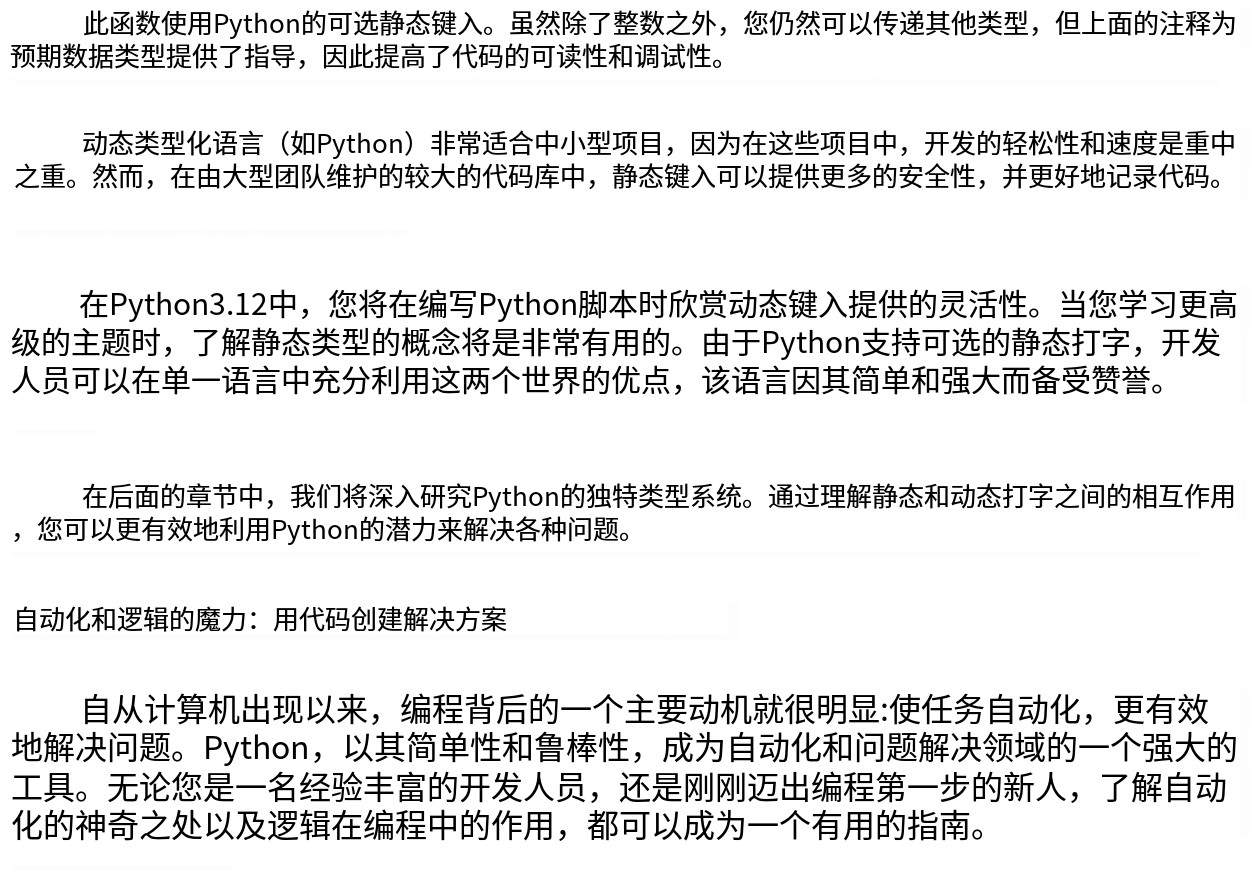 此函数使用Python的可选静态键入。虽然除了整数之外，您仍然可以传递其他类型，但上面的注释为
预期数据类型提供了指导，因此提高了代码的可读性和调试性。
动态类型化语言（如Python）非常适合中小型项目，因为在这些项目中，开发的轻松性和速度是重中
之重。然而，在由大型团队维护的较大的代码库中，静态键入可以提供更多的安全性，并更好地记录代码。
在Python3.12中，您将在编写Python脚本时欣赏动态键入提供的灵活性。当您学习更高
级的主题时，了解静态类型的概念将是非常有用的。由于Python支持可选的静态打字，开发
人员可以在单一语言中充分利用这两个世界的优点，该语言因其简单和强大而备受赞誉。
在后面的章节中，我们将深入研究Python的独特类型系统。通过理解静态和动态打字之间的相互作用
，您可以更有效地利用Python的潜力来解决各种问题。
自动化和逻辑的魔力：用代码创建解决方案
自从计算机出现以来，编程背后的一个主要动机就很明显:使任务自动化，更有效
地解决问题。Python，以其简单性和鲁棒性，成为自动化和问题解决领域的一个强大的
工具。无论您是一名经验丰富的开发人员，还是刚刚迈出编程第一步的新人，了解自动
化的神奇之处以及逻辑在编程中的作用，都可以成为一个有用的指南。